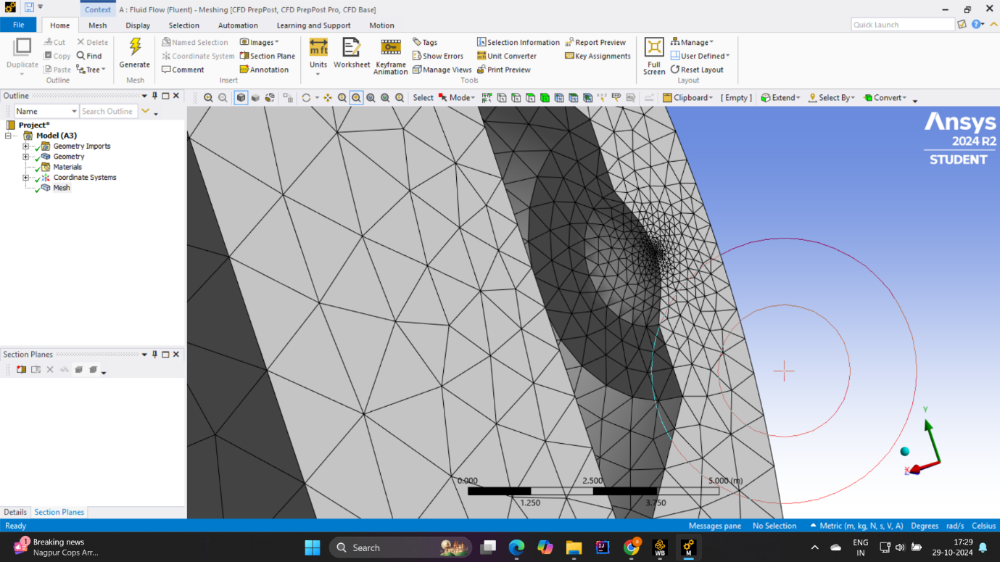 Context
A : Fluid Flow (Fluent) - Meshing [CFD PrepPost, CFD PrepPost Pro, CFD Base]
File Home Mesh Display Selection Automation Learning and Support Motion Quick Launch
Duplicate
Cut
Copy
Paste
Delete
Find
Tree
Outline
Generate
Mesh
Named Selection
Coordinate System
Comment
Images
Section Plane
Annotation
Insert
mft
Units
Worksheet
Keyframe
Animation
Tags
Show Errors
Manage Views
Selection Information
Unit Converter
Print Preview
Report Preview
Key Assignments
Tools
Full
Screen
Manage
User Defined
Reset Layout
Layout
Outline
Select Mode Clipboard [ Empty ] Extend Select By Convert
Name Search Outline
Project*
Model (A3)
Geometry Imports
Geometry
Materials
Coordinate Systems
Mesh
Ansys
2024 R2
STUDENT
Section Planes
Y
Z
X
0.000 2.500 5.000 (m)
1.250 3.750
Details Section Planes
Ready Messages pane No Selection Metric (m, kg, N, s, V, A) Degrees rad/s Celsius
1
Breaking news
Nagpur Cops Arr...
Search
a
WB
M
ENG
IN
17:29
29-10-2024